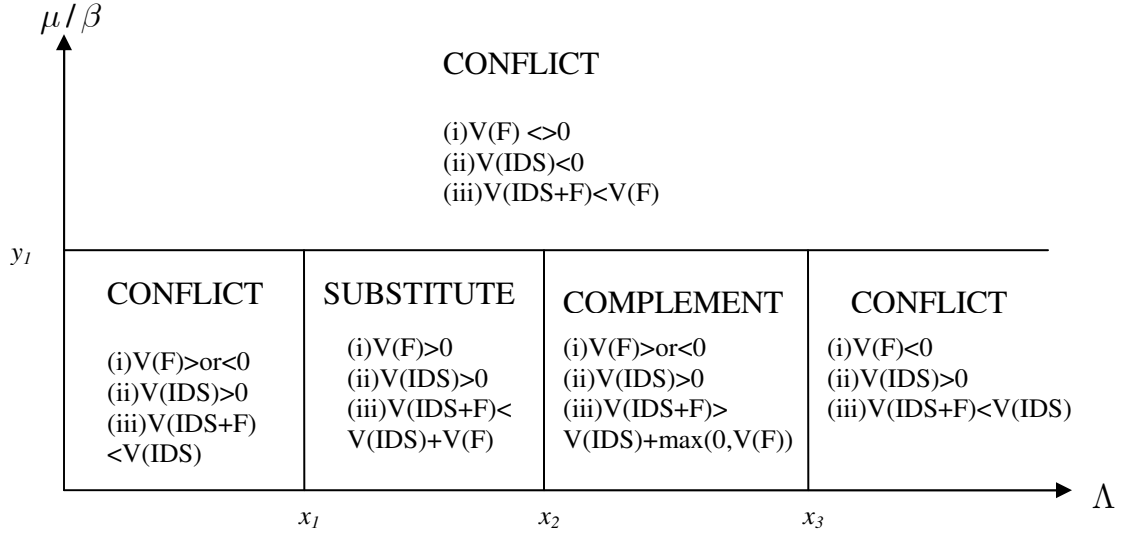 μ / β
CONFLICT
(i)V(F) <>0
(ii)V(IDS)<0
(iii)V(IDS+F)<V(F)
y1
CONFLICT
(i)V(F)>or<0
(ii)V(IDS)>0
(iii)V(IDS+F)
<V(IDS)
SUBSTITUTE
(i)V(F)>0
(ii)V(IDS)>0
(iii)V(IDS+F)<
V(IDS)+V(F)
COMPLEMENT
(i)V(F)>or<0
(ii)V(IDS)>0
(iii)V(IDS+F)>
V(IDS)+max(0,V(F))
CONFLICT
(i)V(F)<0
(ii)V(IDS)>0
(iii)V(IDS+F)<V(IDS)
x1
x2
x3
Λ